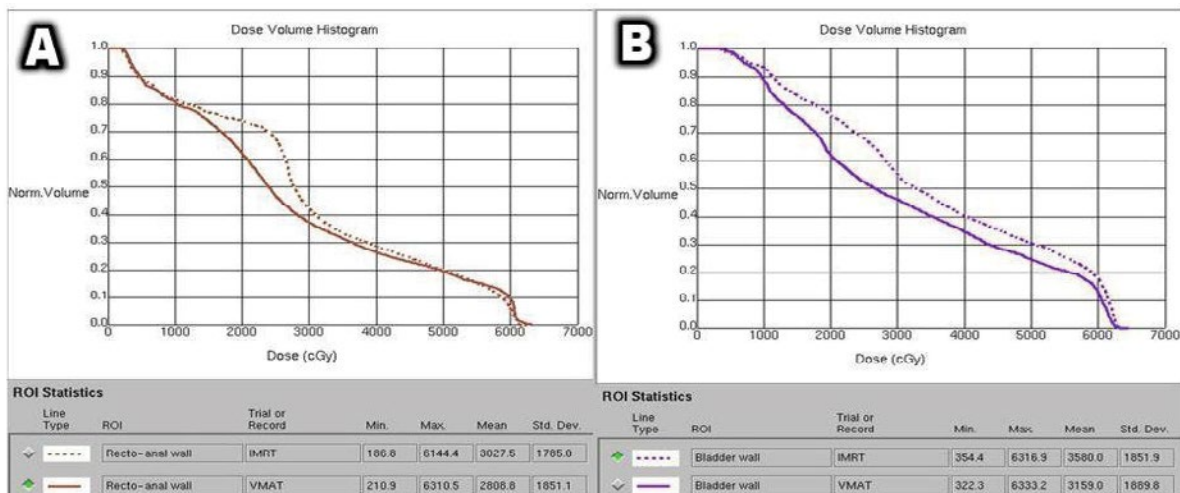 A
Dose Volume Histogram
1.0
0.9
0.8
0.7
0.6
Norm.Volume 0.5
0.4
0.3
0.2
0.1
0.0
0 1000 2000 3000 4000 5000 6000 7000
Dose (cGy)
ROI Statistics
Line Type ROI Trial or Record Min. Max. Mean Std. Dev.
Recto-anal wall IMRT 186.8 6144.4 3027.5 1785.0
Recto-anal wall VMAT 210.9 6310.5 2808.8 1851.1
B
Dose Volume Histogram
1.0
0.9
0.8
0.7
0.6
Norm.Volume 0.5
0.4
0.3
0.2
0.1
0.0
0 1000 2000 3000 4000 5000 6000 7000
Dose (cGy)
ROI Statistics
Line Type ROI Trial or Record Min. Max. Mean Std. Dev.
Bladder wall IMRT 354.4 6316.9 3580.0 1851.9
Bladder wall VMAT 322.3 6333.2 3159.0 1889.8